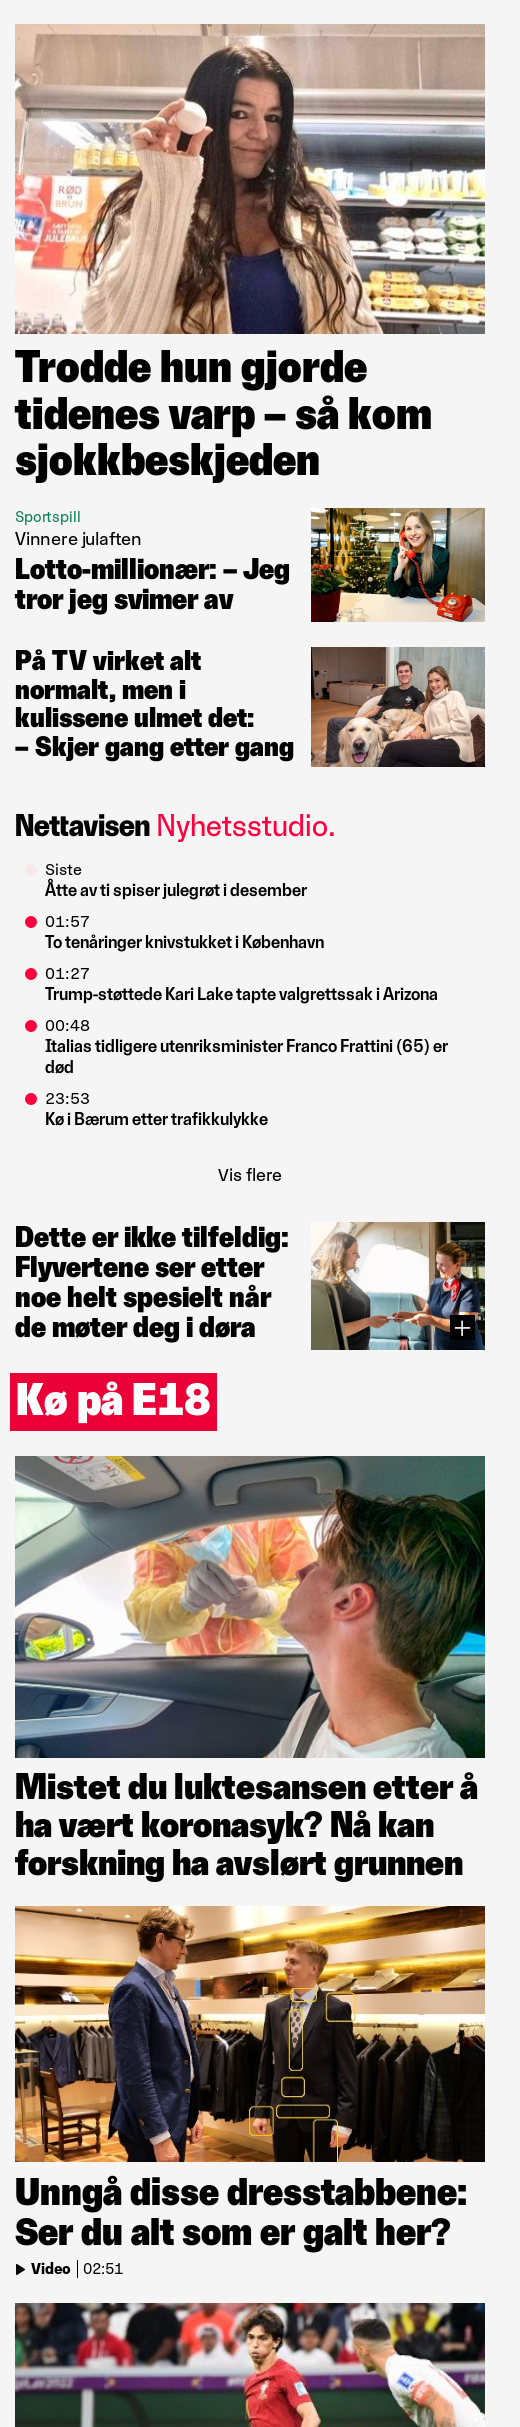 RØD
BRUN
JULEBRUS
Trodde hun gjorde
tidenes varp – så kom
sjokkbeskjeden
Sportspill
Vinnere julaften
Lotto-millionær: – Jeg
tror jeg svimer av
På TV virket alt
normalt, men i
kulissene ulmet det:
– Skjer gang etter gang
Nettavisen Nyhetsstudio.
Siste
Åtte av ti spiser julegrøt i desember
01:57
To tenåringer knivstukket i København
01:27
Trump-støttede Kari Lake tapte valgrettssak i Arizona
00:48
Italias tidligere utenriksminister Franco Frattini (65) er
død
23:53
Kø i Bærum etter trafikkulykke
Vis flere
Dette er ikke tilfeldig:
Flyvertene ser etter
noe helt spesielt når
de møter deg i døra
Kø på E18
Mistet du luktesansen etter å
ha vært koronasyk? Nå kan
forskning ha avslørt grunnen
Unngå disse dresstabbene:
Ser du alt som er galt her?
Video | 02:51